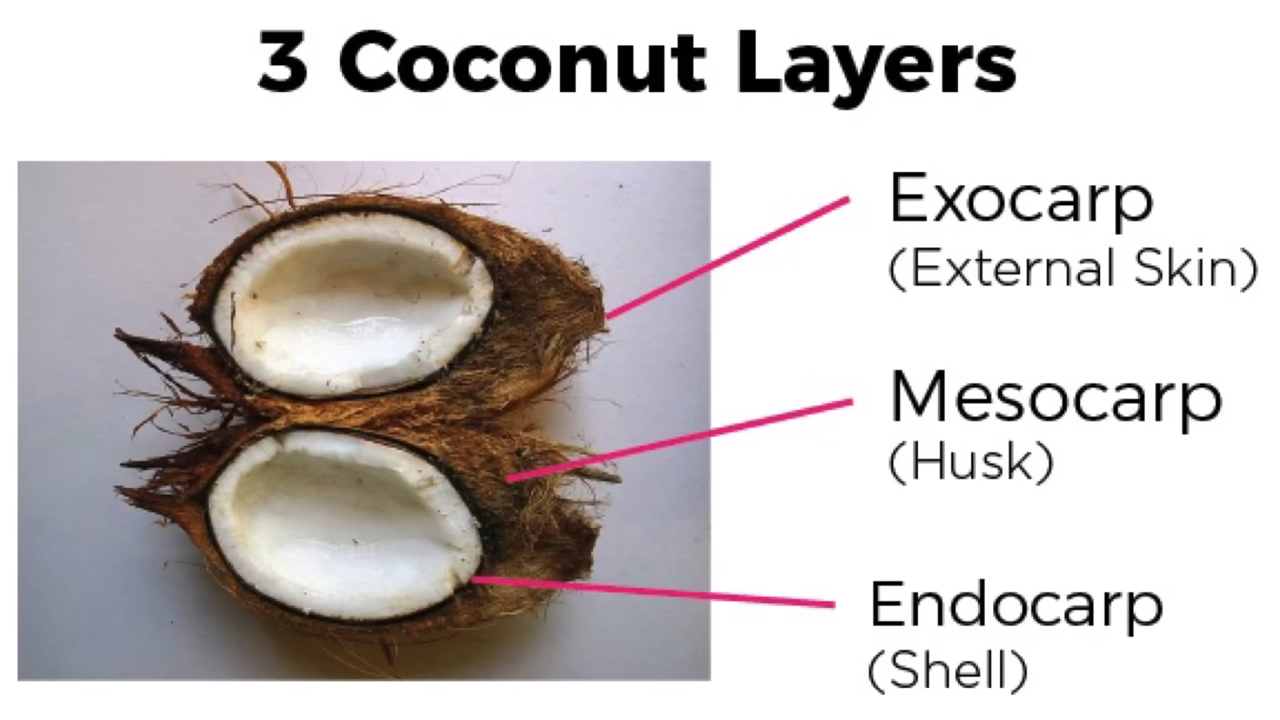 3 Coconut Layers
Exocarp
(External Skin)
Mesocarp
(Husk)
Endocarp
(Shell)